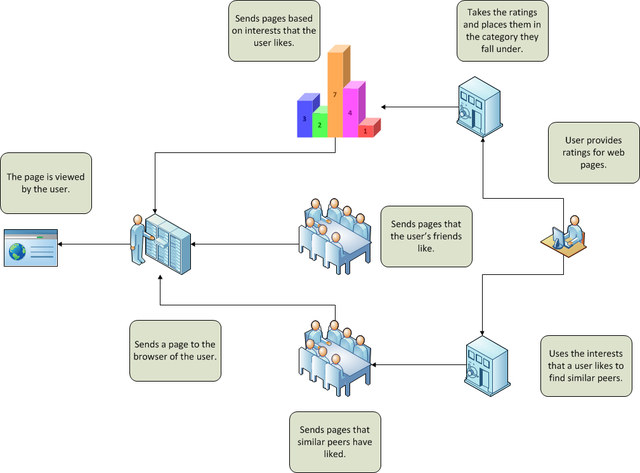 Sends pages based
on interests that the
user likes.
Takes the ratings
and places them in
the category they
fall under.
3
2
7
4
1
User provides
ratings for web
pages.
The page is viewed
by the user.
Sends pages that
the user's friends
like.
Sends a page to the
browser of the user.
Uses the interests
that a user likes to
find similar peers.
Sends pages that
similar peers have
liked.